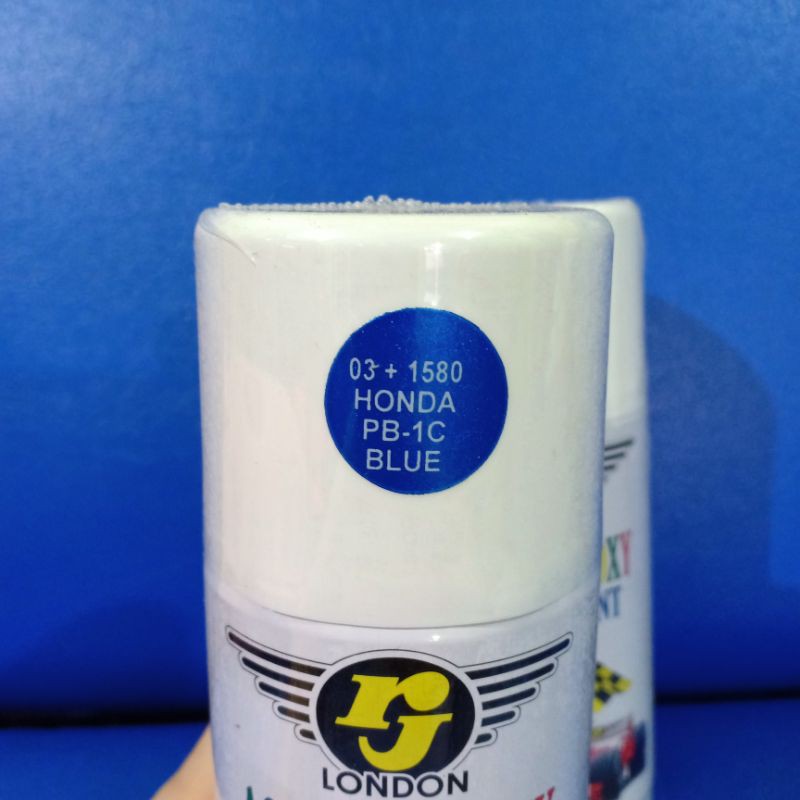 03 + 1580
HONDA
PB-1C
BLUE
rj
LONDON